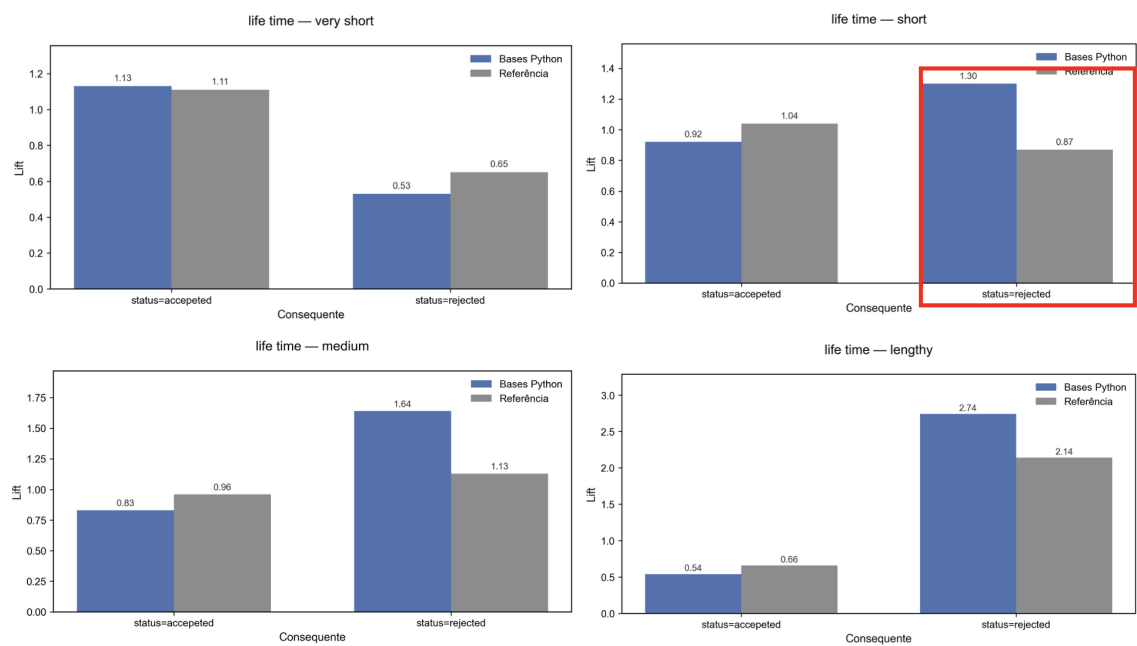 life time — very short
Bases Python
Referência
1.13
1.11
0.53
0.65
1.2
1.0
0.8
0.6
0.4
0.2
0.0
Lift
status=accepeted
status=rejected
Consequente
life time — short
Bases Python
Referência
0.92
1.04
1.30
0.87
1.4
1.2
1.0
0.8
0.6
0.4
0.2
0.0
Lift
status=accepeted
status=rejected
Consequente
life time — medium
Bases Python
Referência
0.83
0.96
1.64
1.13
1.75
1.50
1.25
1.00
0.75
0.50
0.25
0.00
Lift
status=accepeted
status=rejected
Consequente
life time — lengthy
Bases Python
Referência
0.54
0.66
2.74
2.14
3.0
2.5
2.0
1.5
1.0
0.5
0.0
Lift
status=accepeted
status=rejected
Consequente